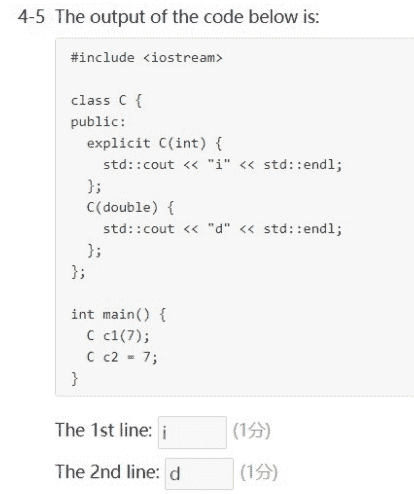 4-5 The output of the code below is:
#include <iostream>
class C {
public:
explicit C(int) {
std::cout << "i" << std::endl;
};
C(double) {
std::cout << "d" << std::endl;
};
};
int main() {
C c1(7);
C c2 = 7;
}
The 1st line: i (1分)
The 2nd line: d (1分)